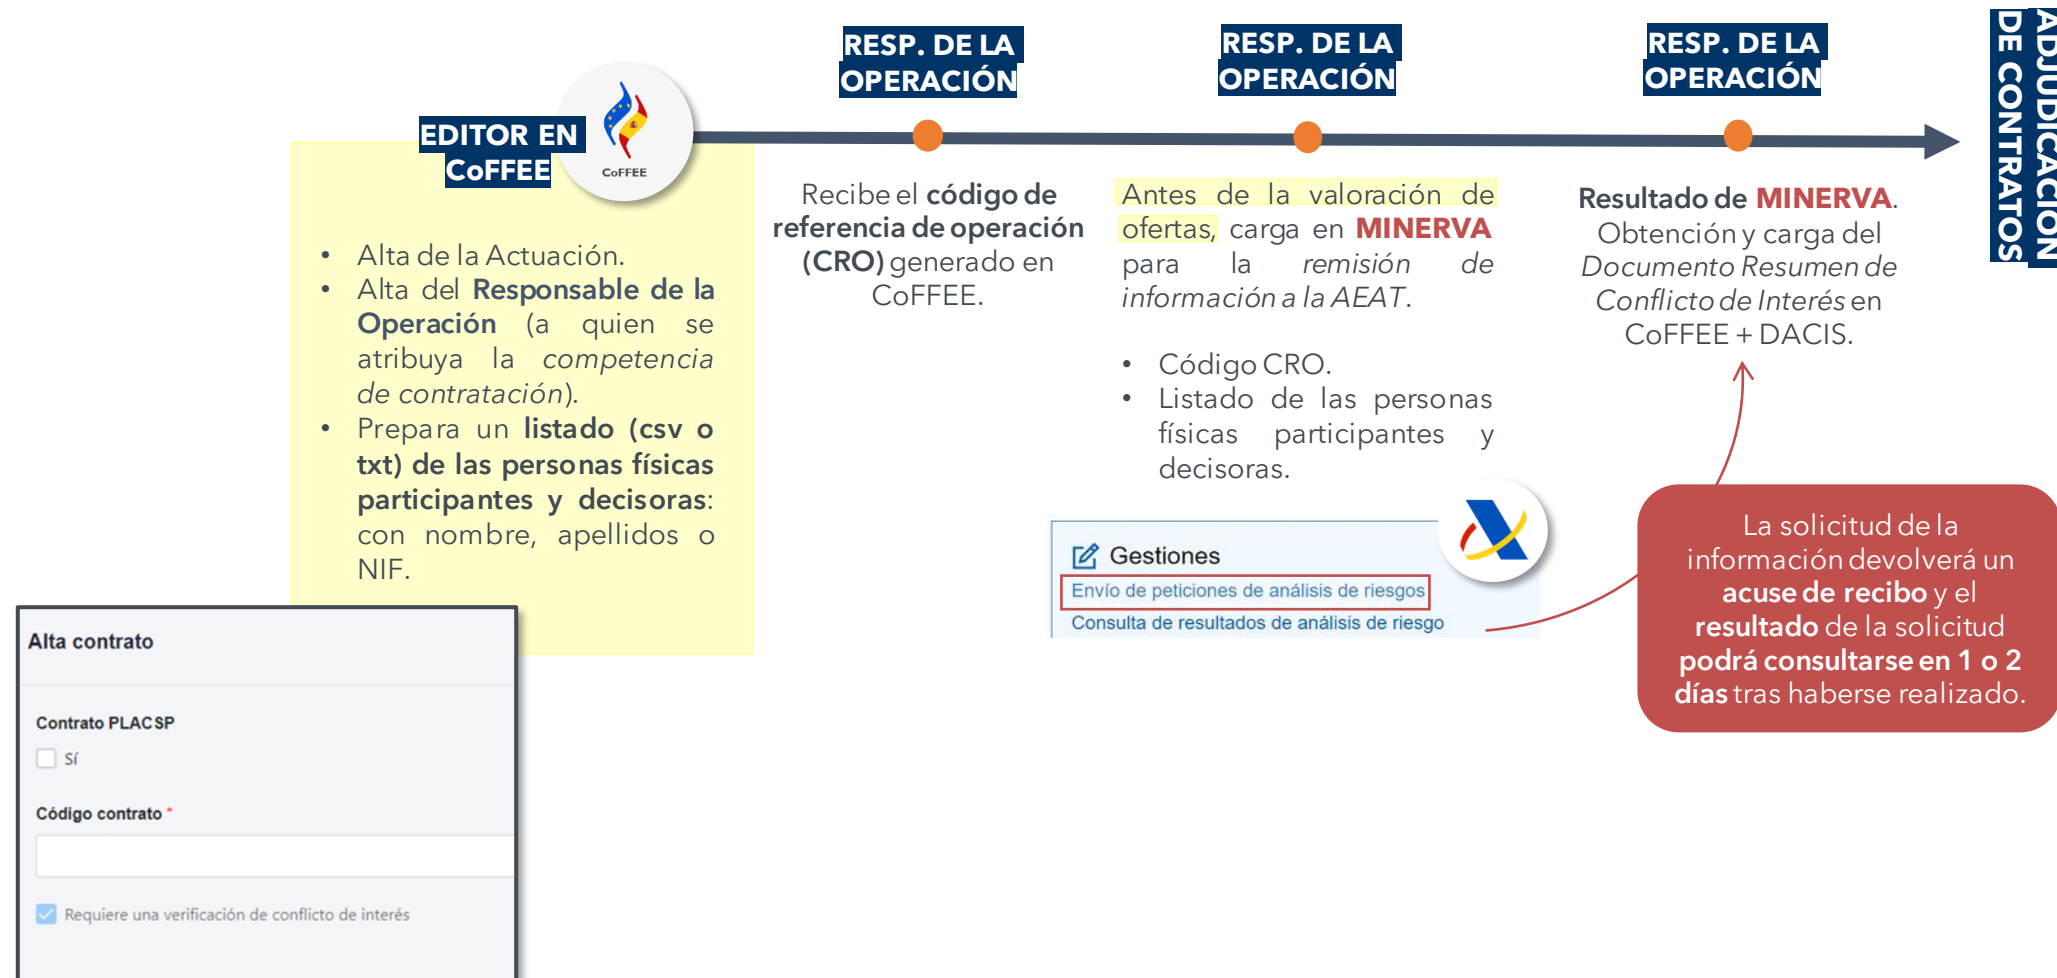 EDITOR EN
CoFFEE
CoFFEE
• Alta de la Actuación.
• Alta del Responsable de la
Operación (a quien se
atribuya la competencia
de contratación).
• Prepara un listado (csv o
txt) de las personas físicas
participantes y decisoras:
con nombre, apellidos o
NIF.
Alta contrato
Contrato PLACSP
Sí
Código contrato *
Requiere una verificación de conflicto de interés
RESP. DE LA
OPERACIÓN
Recibe el código de
referencia de operación
(CRO) generado en
CoFFEE.
RESP. DE LA
OPERACIÓN
Antes de la valoración de
ofertas, carga en MINERVA
para la remisión de
información a la AEAT.
• Código CRO.
• Listado de las personas
físicas participantes y
decisoras.
Gestiones
Envío de peticiones de análisis de riesgos
Consulta de resultados de análisis de riesgo
RESP. DE LA
OPERACIÓN
Resultado de MINERVA.
Obtención y carga del
Documento Resumen de
Conflicto de Interés en
CoFFEE + DACIS.
La solicitud de la
información devolverá un
acuse de recibo y el
resultado de la solicitud
podrá consultarse en 1 o 2
días tras haberse realizado.
ADJUDICACIÓN
DE CONTRATOS